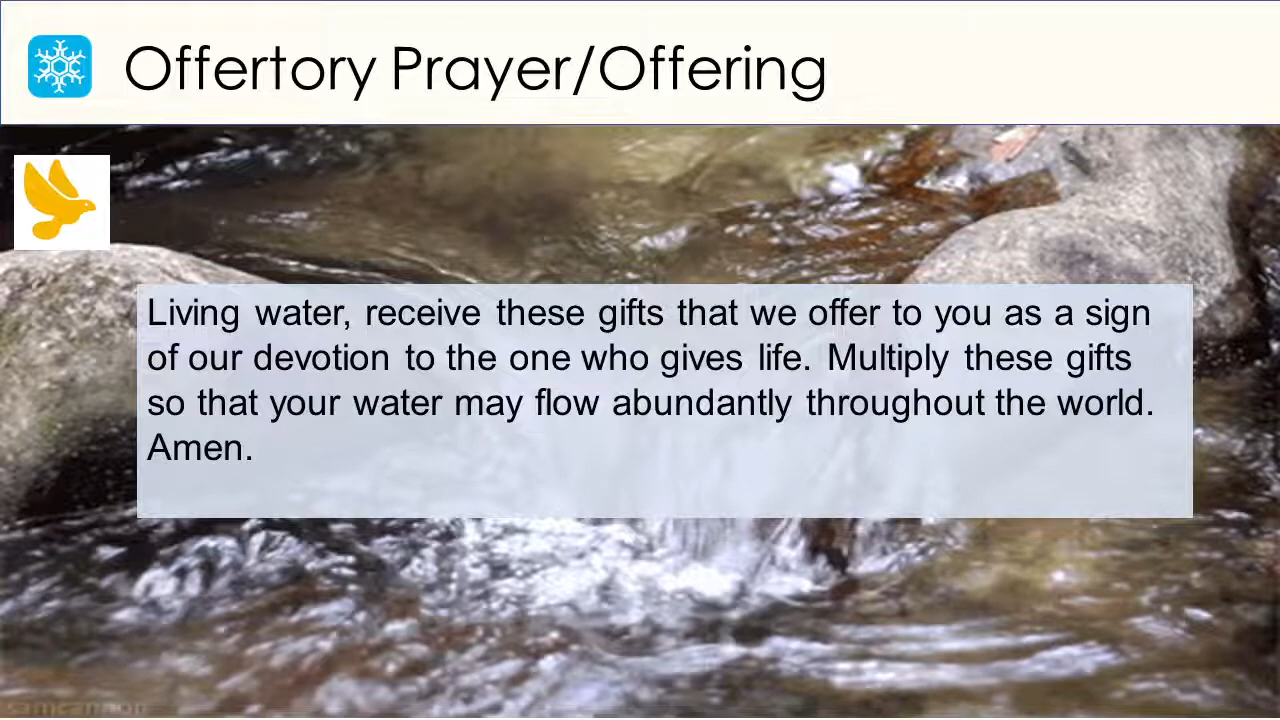 Offertory Prayer/Offering
Living water, receive these gifts that we offer to you as a sign
of our devotion to the one who gives life. Multiply these gifts
so that your water may flow abundantly throughout the world.
Amen.
samcannon